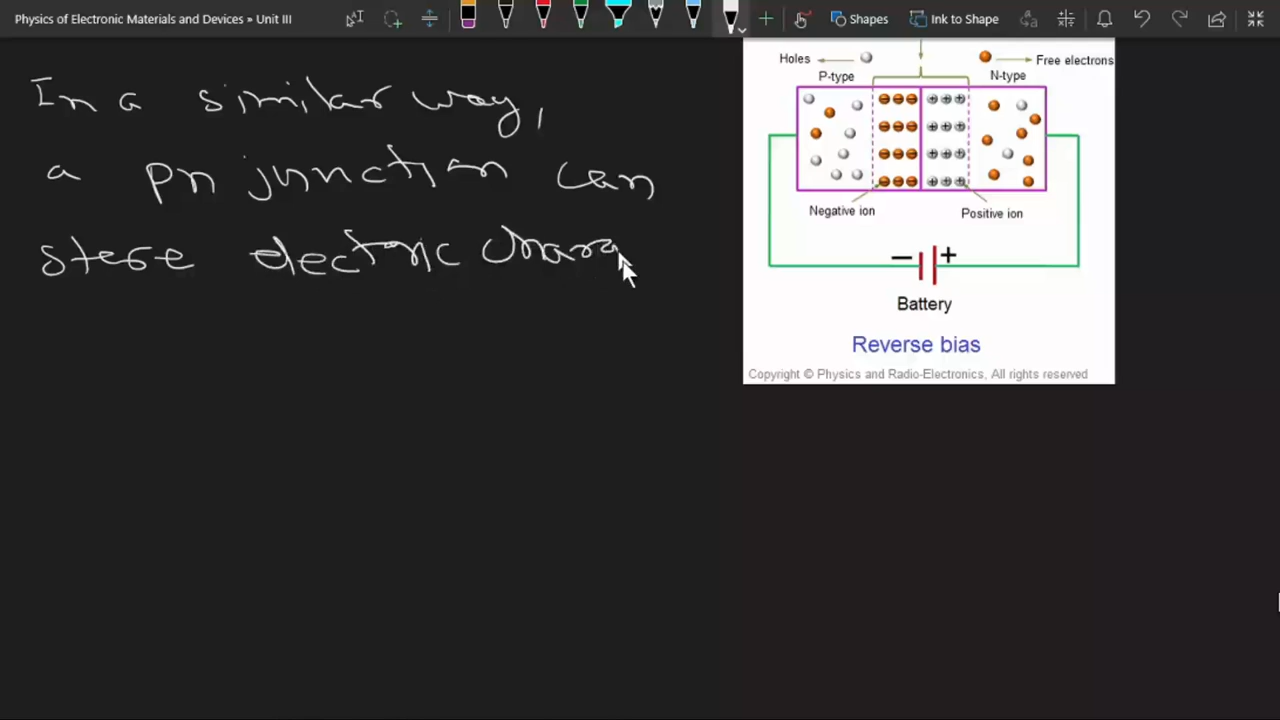 Physics of Electronic Materials and Devices » Unit III
Shapes
Ink to Shape
In a similar way,
a pn junction can
store electric charg
Holes
Free electrons
P-type
N-type
Negative ion
Positive ion
− +
Battery
Reverse bias
Copyright © Physics and Radio-Electronics, All rights reserved